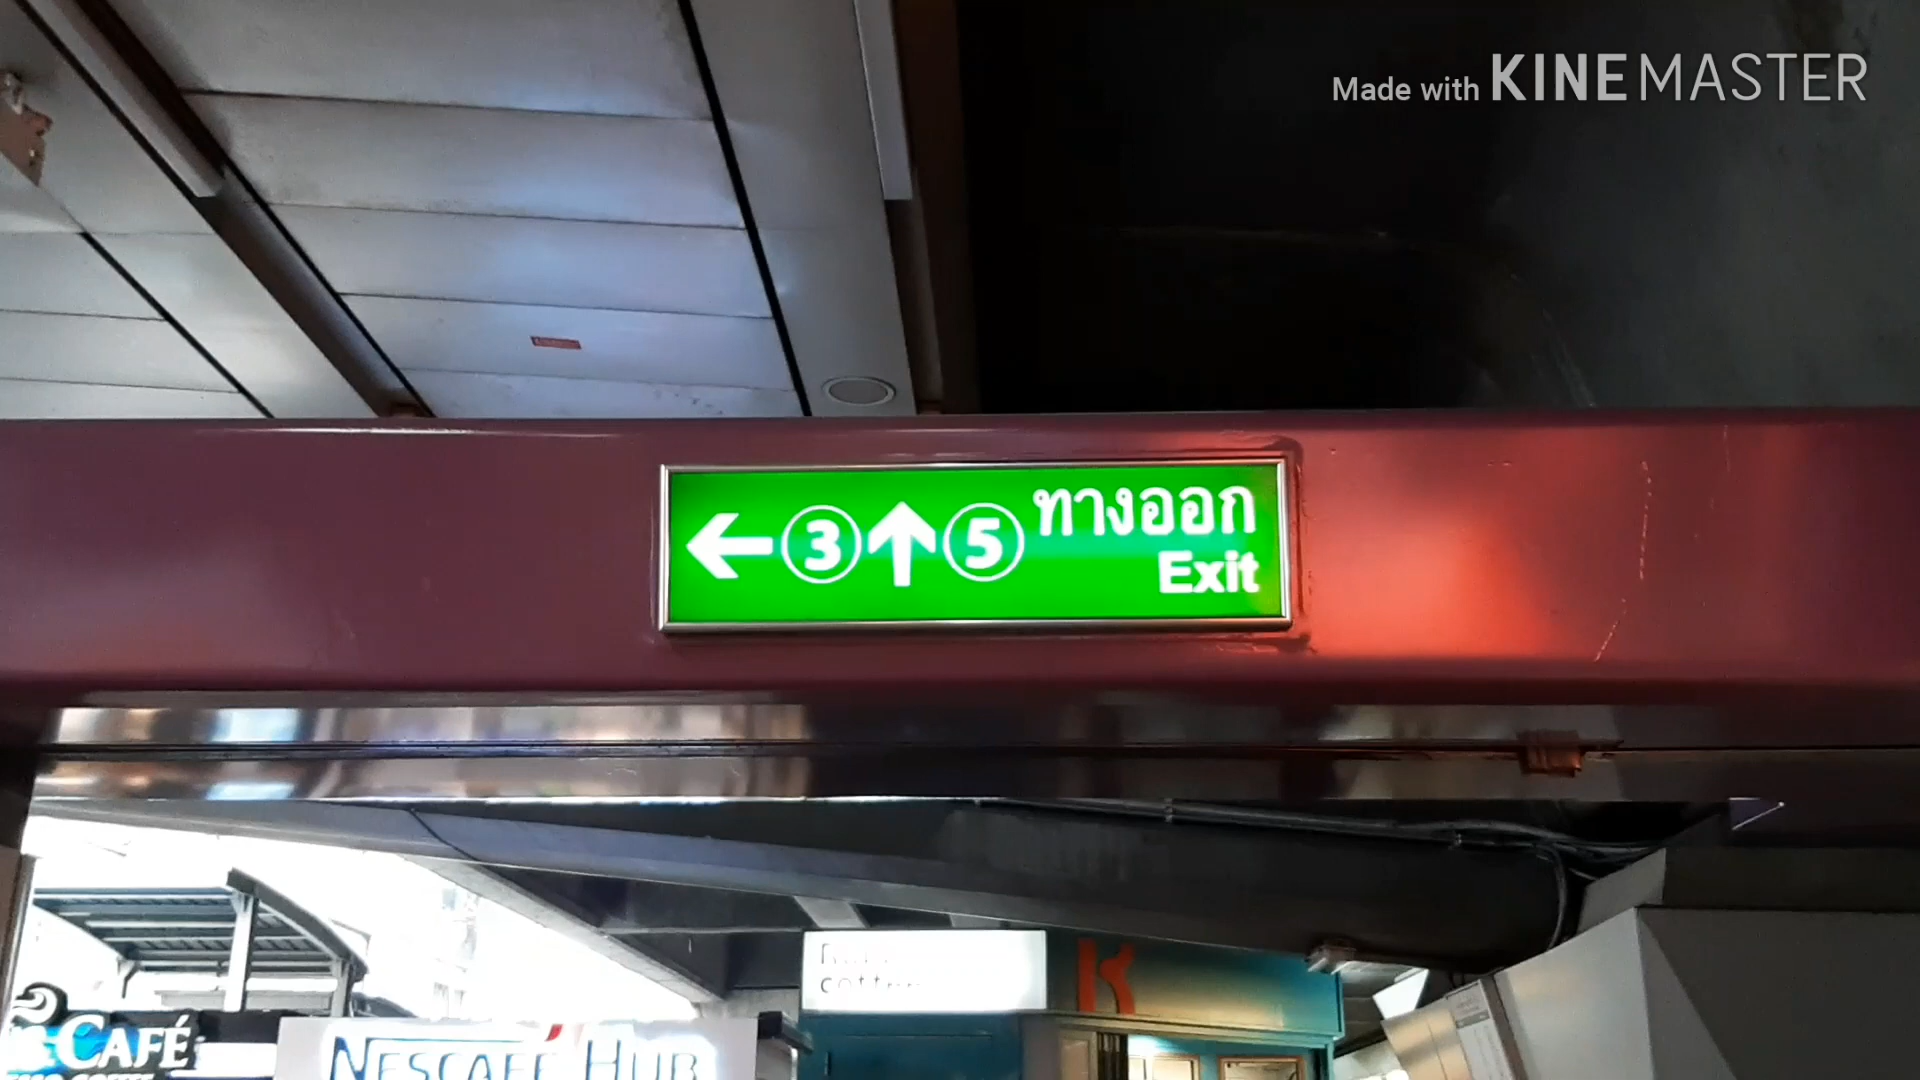 Made with KINEMASTER
← 3 ↑ 5 ทางออก
Exit
CAFÉ
NESCAFÉ HUB
K